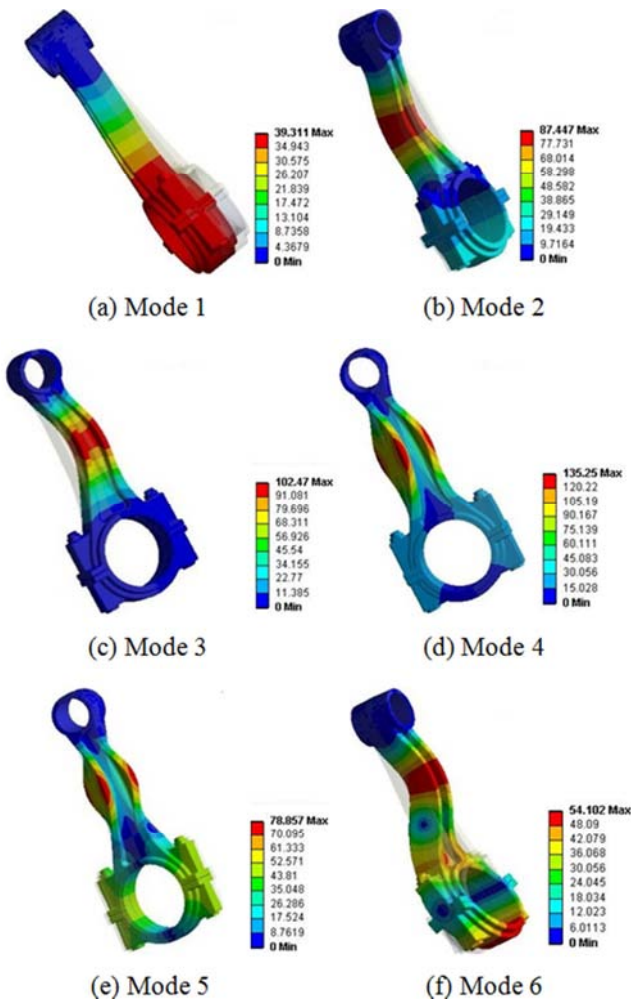 39.311 Max
34.943
30.575
26.207
21.839
17.472
13.104
8.7358
4.3679
0 Min
(a) Mode 1
87.447 Max
77.731
68.014
58.298
48.582
38.865
29.149
19.433
9.7164
0 Min
(b) Mode 2
102.47 Max
91.081
79.696
68.311
56.926
45.54
34.155
22.77
11.385
0 Min
(c) Mode 3
135.25 Max
120.22
105.19
90.167
75.139
60.111
45.083
30.056
15.028
0 Min
(d) Mode 4
78.857 Max
70.095
61.333
52.571
43.81
35.048
26.286
17.524
8.7619
0 Min
(e) Mode 5
54.102 Max
48.09
42.079
36.068
30.056
24.045
18.034
12.023
6.0113
0 Min
(f) Mode 6